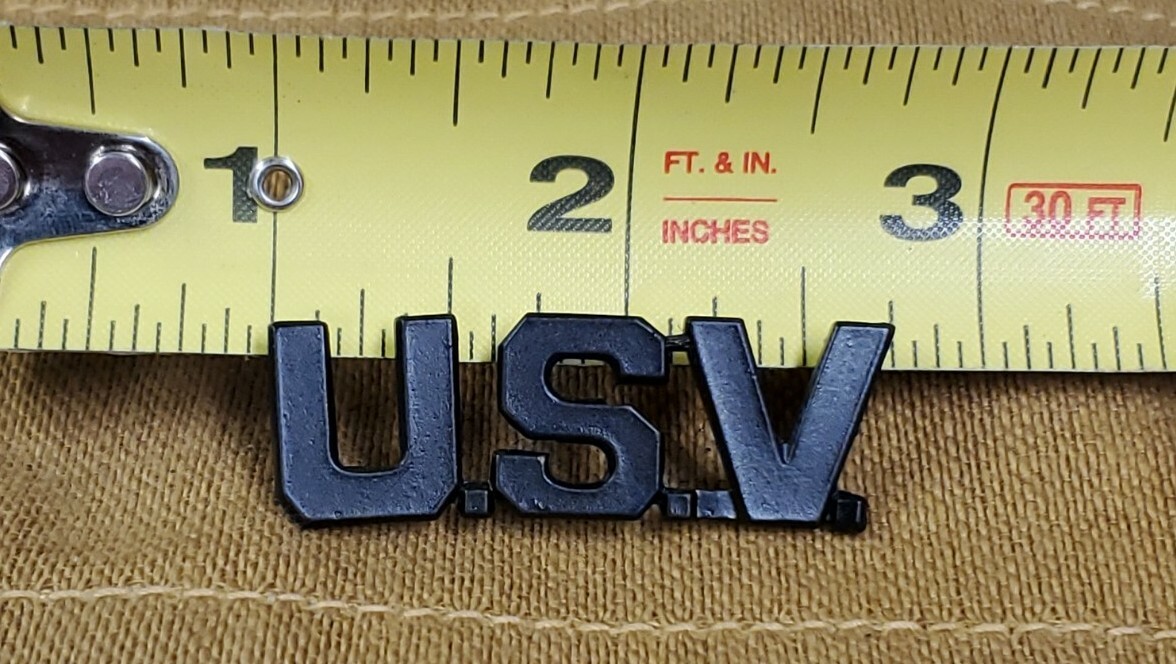 1 2 FT. & IN. 3 30 FT
INCHES
U.S.V.